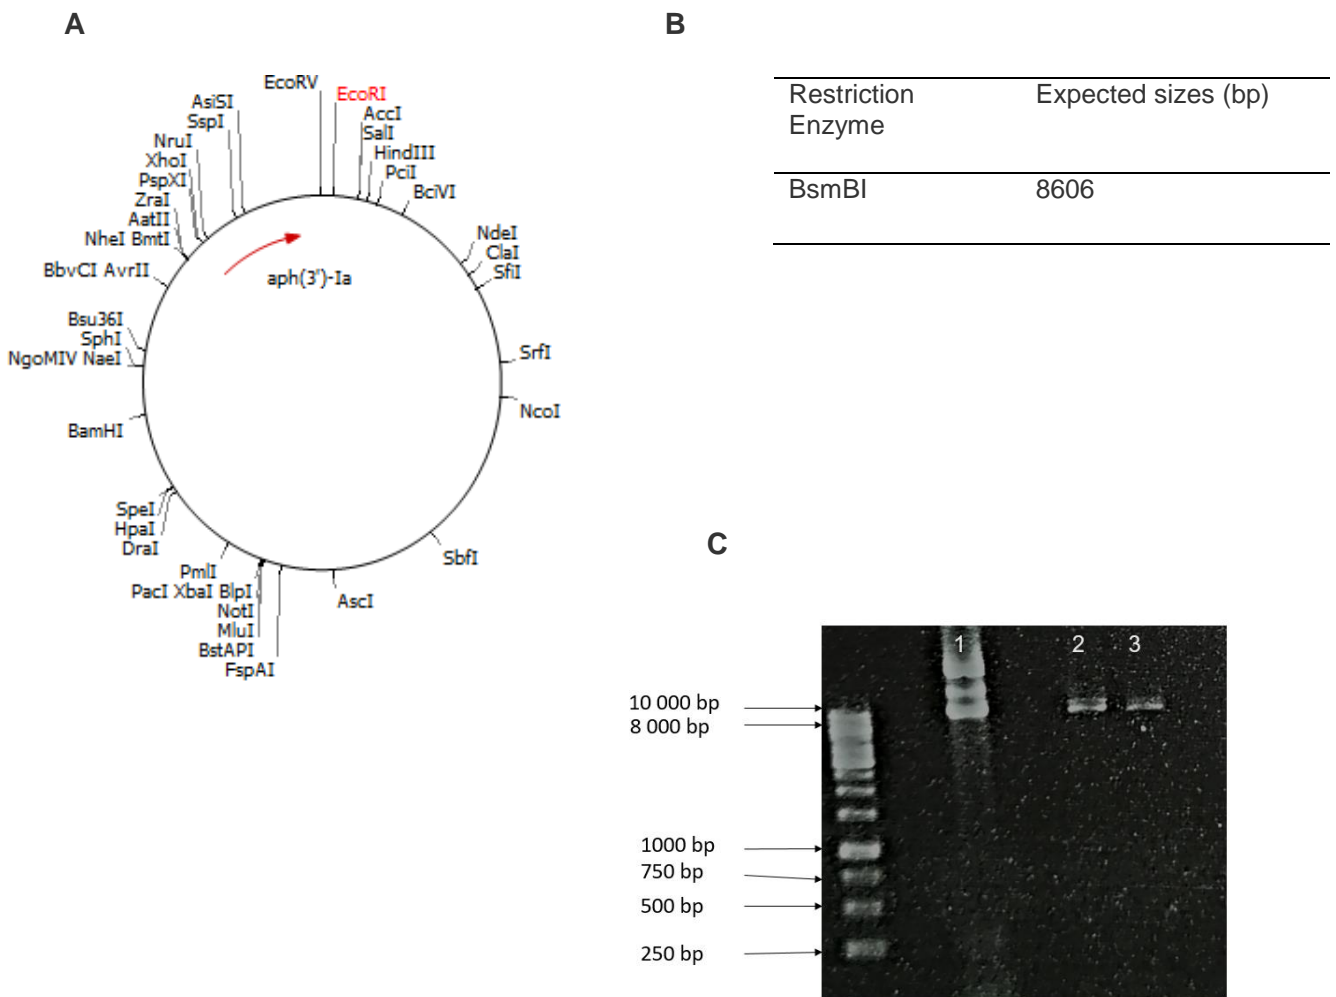 A
EcoRV
EcoRI
AsiSI
SspI
AccI
SalI
HindIII
PciI
BciVI
NruI
XhoI
PspXI
ZraI
AatII
NheI BmtI
BbvCI AvrII
Bsu36I
SphI
NgoMIV NaeI
BamHI
SpeI
HpaI
DraI
PmlI
PacI XbaI BlpI
NotI
MluI
BstAPI
FspAI
AscI
SbfI
NcoI
SrfI
SfiI
ClaI
NdeI
aph(3')-Ia
B
Restriction Enzyme Expected sizes (bp)
BsmBI 8606
C
1 2 3
10 000 bp
8 000 bp
1000 bp
750 bp
500 bp
250 bp